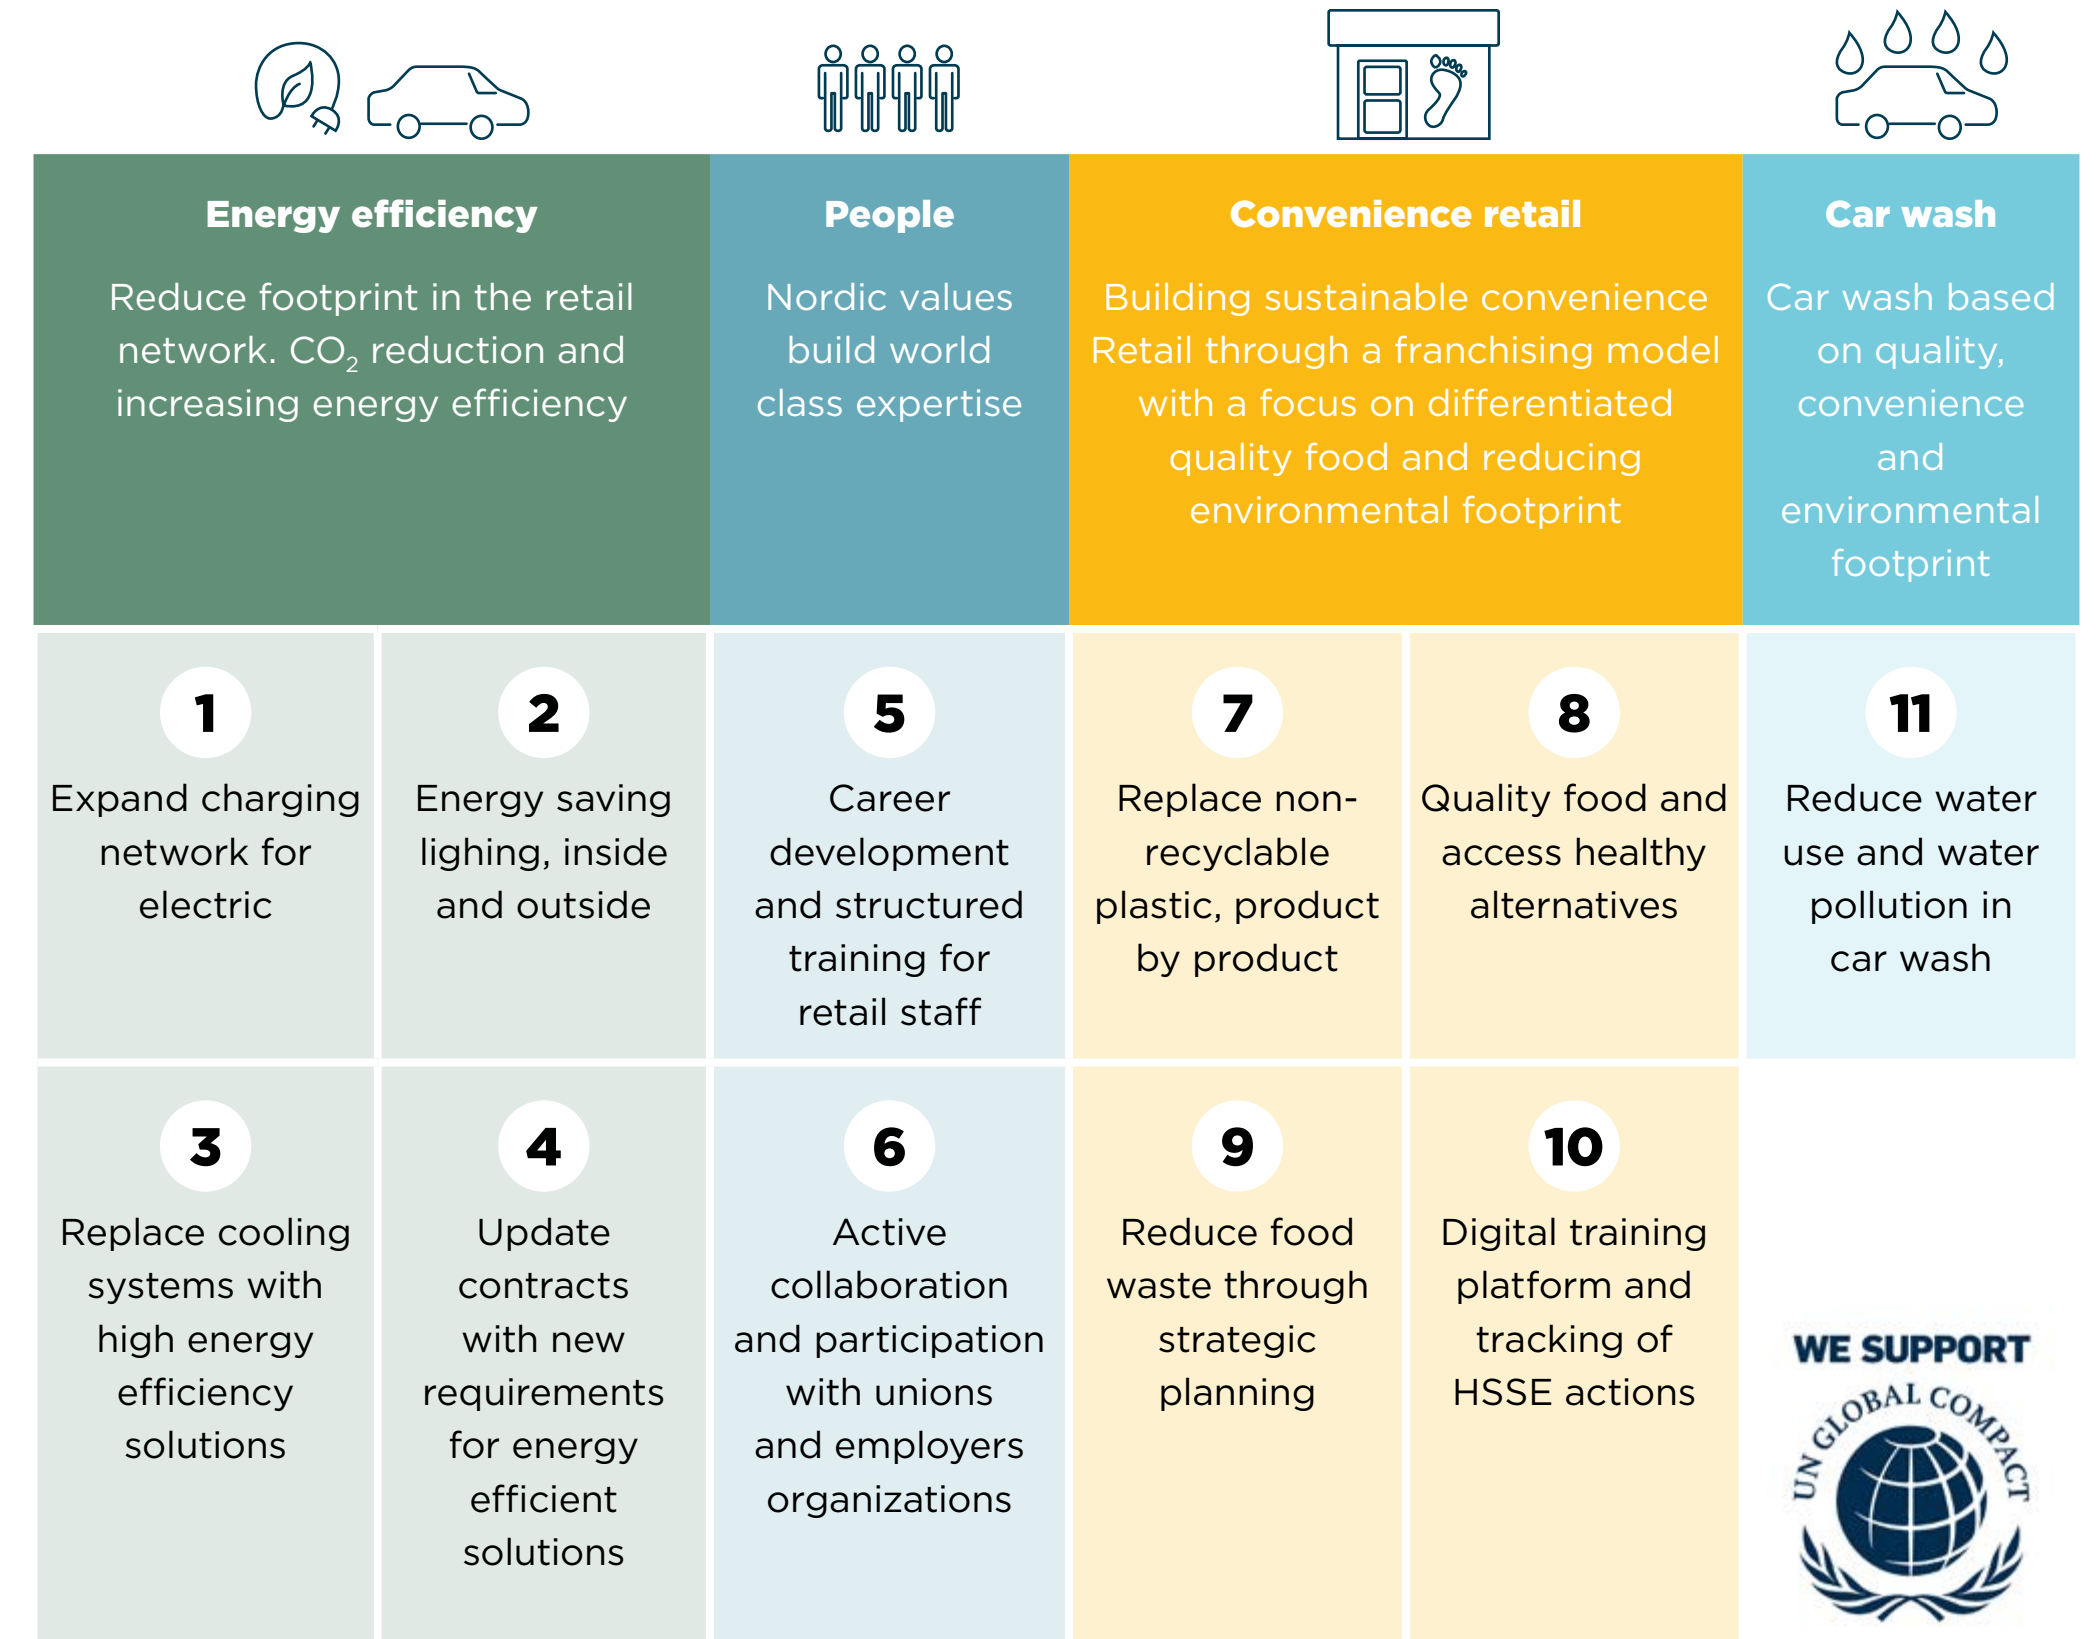 Energy efficiency
Reduce footprint in the retail
network. CO₂ reduction and
increasing energy efficiency
People
Nordic values
build world
class expertise
Convenience retail
Building sustainable convenience
Retail through a franchising model
with a focus on differentiated
quality food and reducing
environmental footprint
Car wash
Car wash based
on quality,
convenience
and
environmental
footprint
1
Expand charging
network for
electric
2
Energy saving
lighing, inside
and outside
5
Career
development
and structured
training for
retail staff
7
Replace non-
recyclable
plastic, product
by product
8
Quality food and
access healthy
alternatives
11
Reduce water
use and water
pollution in
car wash
3
Replace cooling
systems with
high energy
efficiency
solutions
4
Update
contracts
with new
requirements
for energy
efficient
solutions
6
Active
collaboration
and participation
with unions
and employers
organizations
9
Reduce food
waste through
strategic
planning
10
Digital training
platform and
tracking of
HSSE actions
WE SUPPORT
UN GLOBAL COMPACT